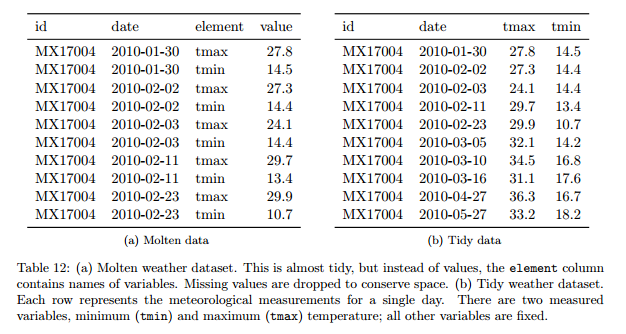 id date element value
MX17004 2010-01-30 tmax 27.8
MX17004 2010-01-30 tmin 14.5
MX17004 2010-02-02 tmax 27.3
MX17004 2010-02-02 tmin 14.4
MX17004 2010-02-03 tmax 24.1
MX17004 2010-02-03 tmin 14.4
MX17004 2010-02-11 tmax 29.7
MX17004 2010-02-11 tmin 13.4
MX17004 2010-02-23 tmax 29.9
MX17004 2010-02-23 tmin 10.7
(a) Molten data
id date tmax tmin
MX17004 2010-01-30 27.8 14.5
MX17004 2010-02-02 27.3 14.4
MX17004 2010-02-03 24.1 14.4
MX17004 2010-02-11 29.7 13.4
MX17004 2010-02-23 29.9 10.7
MX17004 2010-03-05 32.1 14.2
MX17004 2010-03-10 34.5 16.8
MX17004 2010-03-16 31.1 17.6
MX17004 2010-04-27 36.3 16.7
MX17004 2010-05-27 33.2 18.2
(b) Tidy data
Table 12: (a) Molten weather dataset. This is almost tidy, but instead of values, the element column
contains names of variables. Missing values are dropped to conserve space. (b) Tidy weather dataset.
Each row represents the meteorological measurements for a single day. There are two measured
variables, minimum (tmin) and maximum (tmax) temperature; all other variables are fixed.